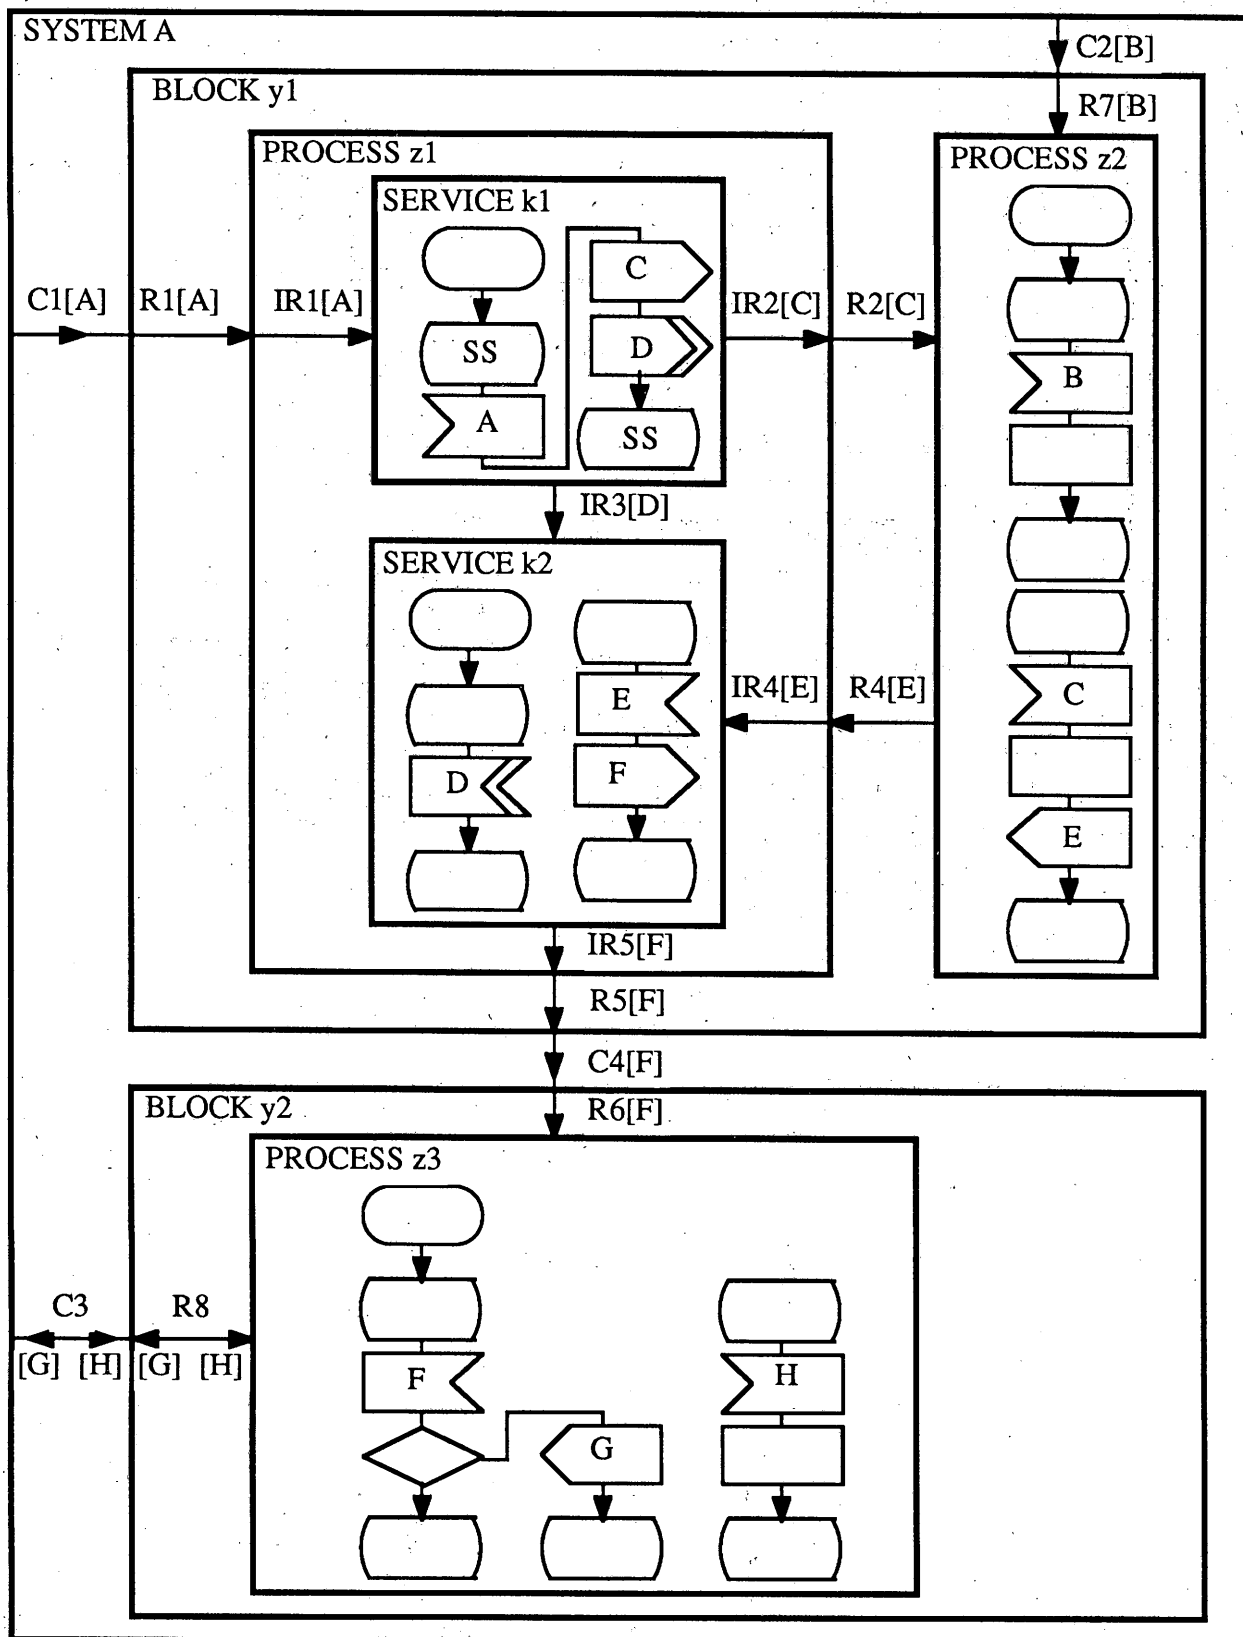 SYSTEM A
C2[B]
BLOCK y1
R7[B]
PROCESS z1
PROCESS z2
SERVICE k1
C
C1[A]
R1[A]
IR1[A]
IR2[C]
R2[C]
SS
D
B
A
SS
IR3[D]
SERVICE k2
E
IR4[E]
R4[E]
C
D
F
E
IR5[F]
R5[F]
C4[F]
BLOCK y2
R6[F]
PROCESS z3
C3
R8
[G] [H]
[G] [H]
F
H
G